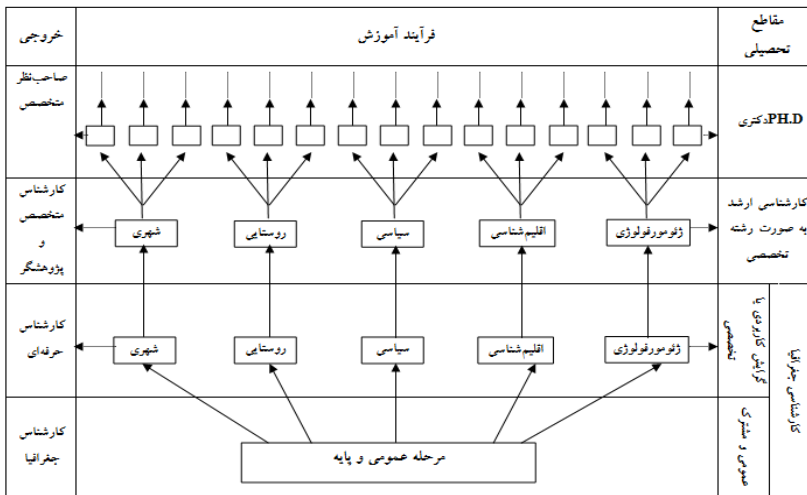 مقاطع
تحصیلی
فرآیند آموزش
خروجی
PH.Dدکتری
صاحب‌نظر
متخصص
کارشناسی ارشد
به صورت رشته
تخصصی
ژئومورفولوژی
اقلیم‌شناسی
سیاسی
روستایی
شهری
کارشناس
متخصص
و
پژوهشگر
کارشناسی جغرافیا
گرایش کاربردی یا
تخصصی
ژئومورفولوژی
اقلیم‌شناسی
سیاسی
روستایی
شهری
کارشناس
حرفه‌ای
عمومی و مشترک
مرحله عمومی و پایه
کارشناس
جغرافیا